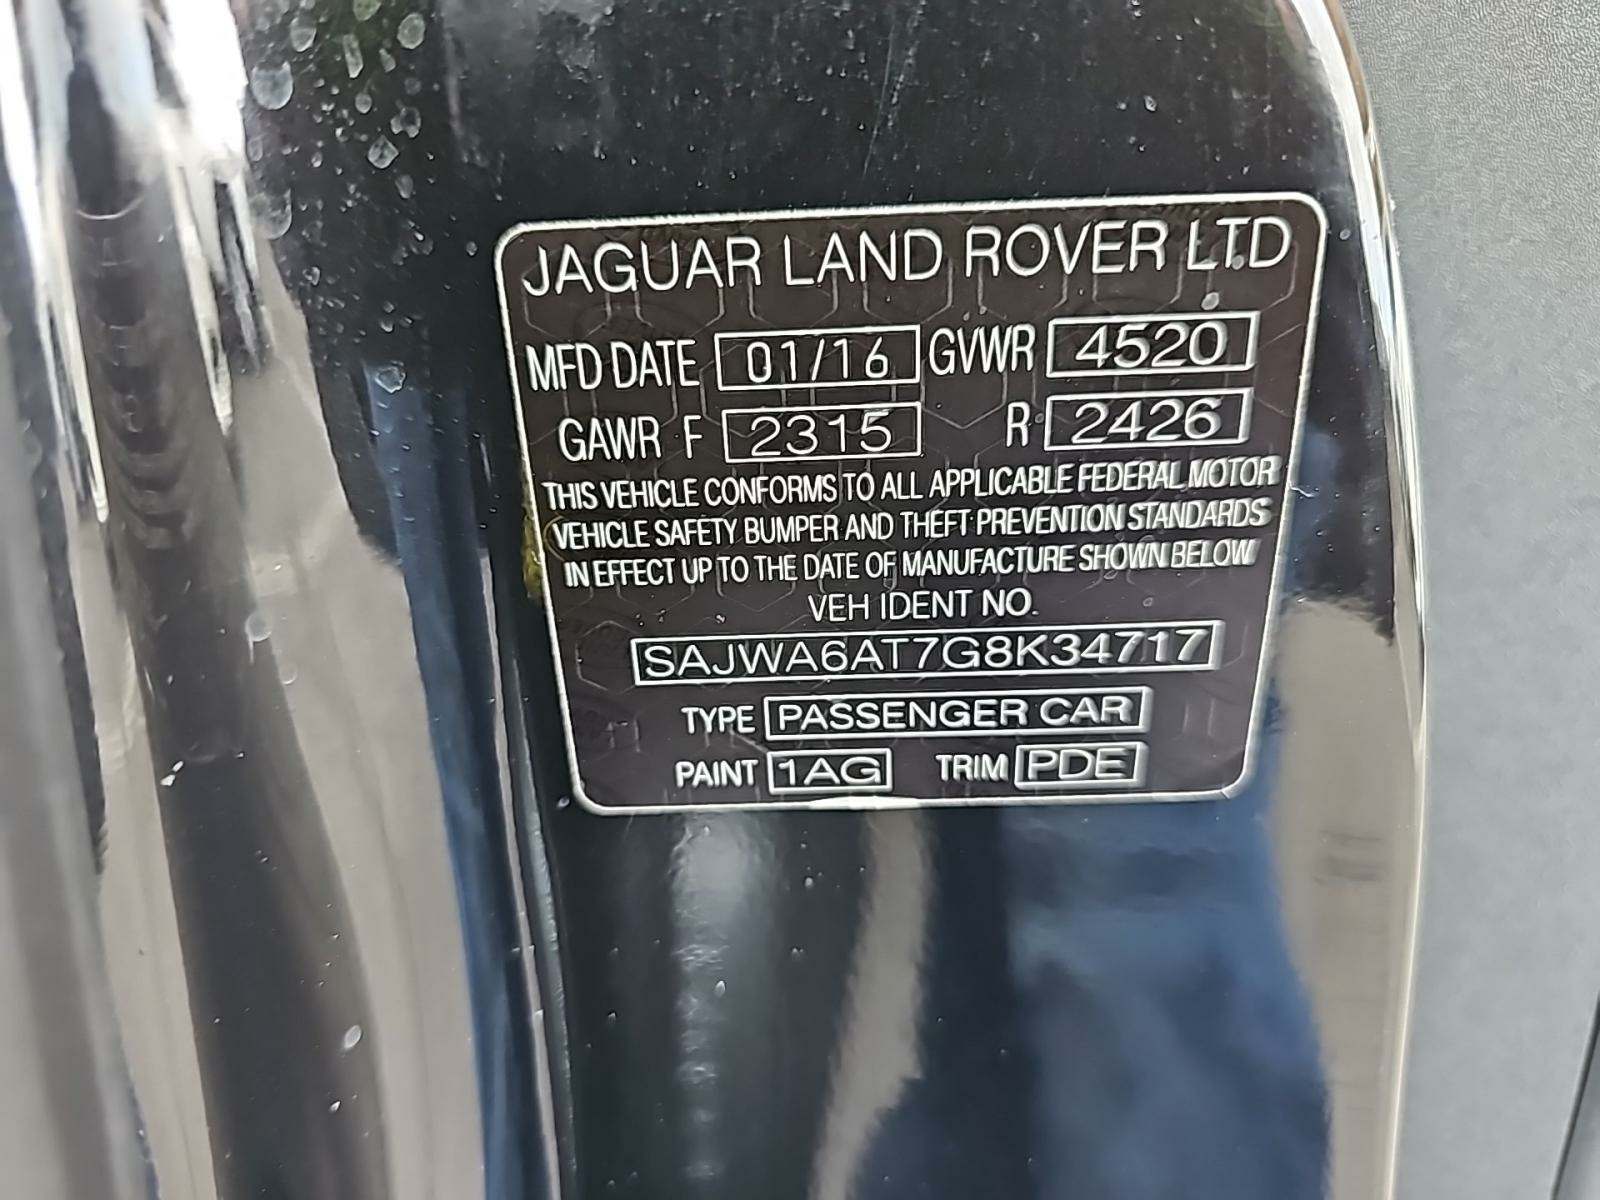 JAGUAR LAND ROVER LTD
MFD DATE 01/16 GVWR 4520
GAWR F 2315 R 2426
THIS VEHICLE CONFORMS TO ALL APPLICABLE FEDERAL MOTOR
VEHICLE SAFETY BUMPER AND THEFT PREVENTION STANDARDS
IN EFFECT UP TO THE DATE OF MANUFACTURE SHOWN BELOW
VEH IDENT NO.
SAJWA6AT7G8K34717
TYPE PASSENGER CAR
PAINT 1AG TRIM PDE